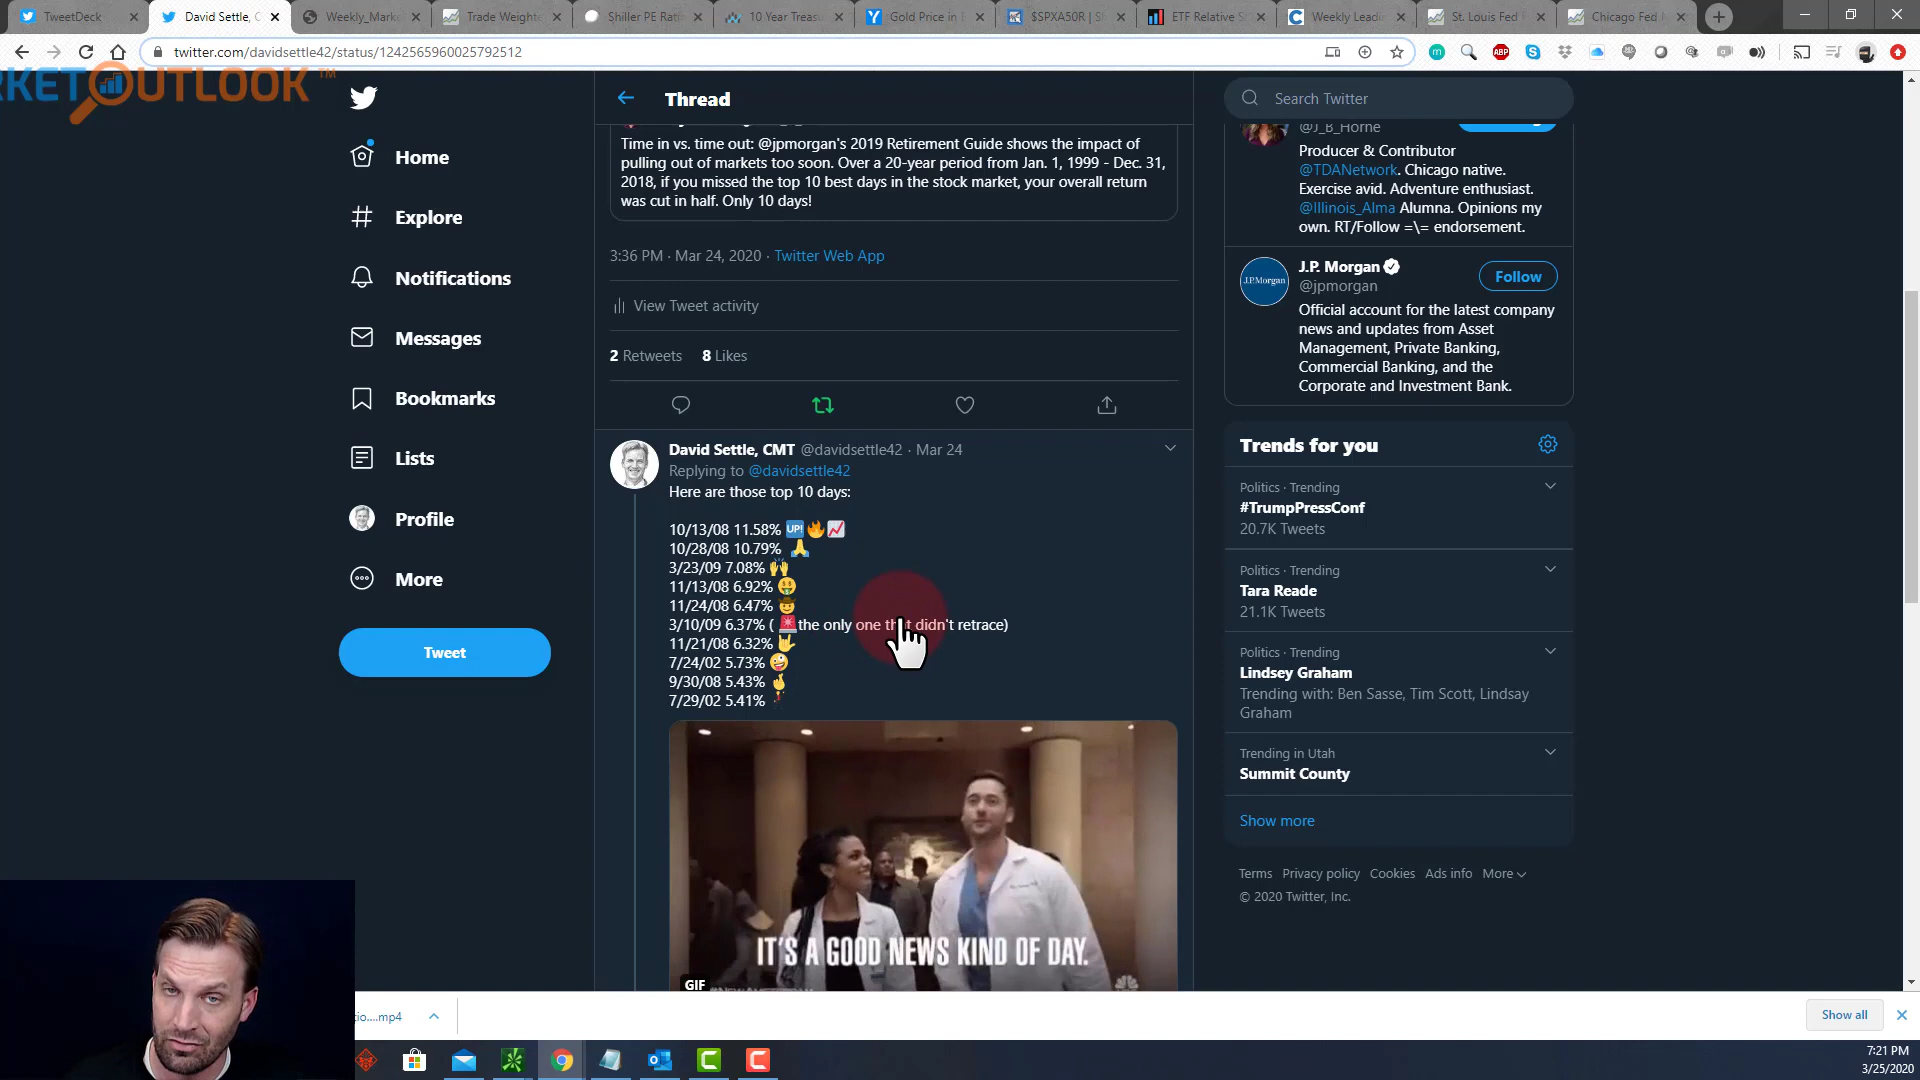 TweetDeck
David Settle, C
Weekly_Marke
Trade Weighte
Shiller PE Rati
10 Year Treasu
Gold Price in
$SPXA50R | S
ETF Relative S
Weekly Leadi
St. Louis Fed
Chicago Fed
twitter.com/davidsettle42/status/1242565960025792512
ABP
RKETOUTLOOK™
Home
Explore
Notifications
Messages
Bookmarks
Lists
Profile
More
Tweet
Thread
Time in vs. time out: @jpmorgan's 2019 Retirement Guide shows the impact of
pulling out of markets too soon. Over a 20-year period from Jan. 1, 1999 - Dec. 31,
2018, if you missed the top 10 best days in the stock market, your overall return
was cut in half. Only 10 days!
3:36 PM · Mar 24, 2020 · Twitter Web App
View Tweet activity
2 Retweets 8 Likes
David Settle, CMT @davidsettle42 · Mar 24
Replying to @davidsettle42
Here are those top 10 days:
10/13/08 11.58% 🆙🔥📈
10/28/08 10.79% 🙏
3/23/09 7.08% 🙌
11/13/08 6.92% 🤑
11/24/08 6.47% 🤠
3/10/09 6.37% ( 🚨the only one that didn't retrace)
11/21/08 6.32% 🤟
7/24/02 5.73% 🤪
9/30/08 5.43% 🤞
7/29/02 5.41% 💃
IT'S A GOOD NEWS KIND OF DAY.
GIF
Search Twitter
@J_B_Horne
Producer & Contributor
@TDANetwork. Chicago native.
Exercise avid. Adventure enthusiast.
@Illinois_Alma Alumna. Opinions my
own. RT/Follow =\= endorsement.
J.P.Morgan
J.P. Morgan
@jpmorgan
Follow
Official account for the latest company
news and updates from Asset
Management, Private Banking,
Commercial Banking, and the
Corporate and Investment Bank.
Trends for you
Politics · Trending
#TrumpPressConf
20.7K Tweets
Politics · Trending
Tara Reade
21.1K Tweets
Politics · Trending
Lindsey Graham
Trending with: Ben Sasse, Tim Scott, Lindsay
Graham
Trending in Utah
Summit County
Show more
Terms Privacy policy Cookies Ads info More
© 2020 Twitter, Inc.
tio....mp4
Show all
7:21 PM
3/25/2020